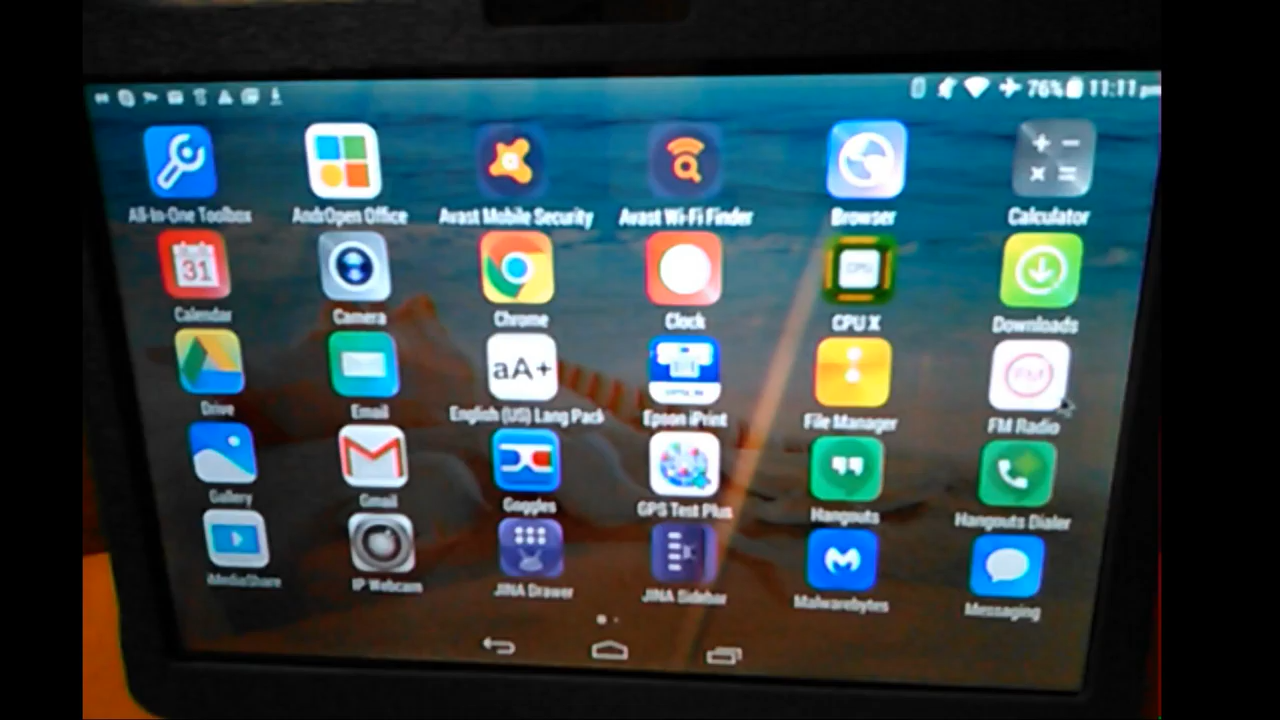 76% 11:11 pm
All-In-One Toolbox AndrOpen Office Avast Mobile Security Avast Wi-Fi Finder Browser Calculator
31
Calendar Camera Chrome Clock CPU X Downloads
aA+ FM
Drive Email English (US) Lang Pack Epson iPrint File Manager FM Radio
Gallery Gmail Goggles GPS Test Plus Hangouts Hangouts Dialer
iMediaShare IP Webcam JINA Drawer JINA Sidebar Malwarebytes Messaging